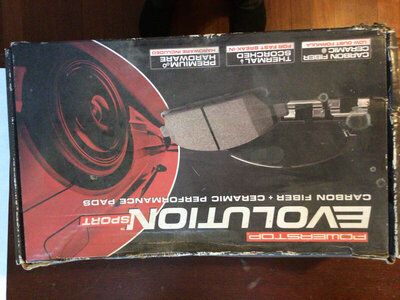 POWERSTOP
EVOLUTION SPORT™
CARBON FIBER + CERAMIC PERFORMANCE PADS
CARBON FIBER
CERAMIC
LOW DUST FORMULA
THERMAL
SCORCHED
FOR FAST BREAK-IN
PREMIUM
HARDWARE
HARDWARE INCLUDED